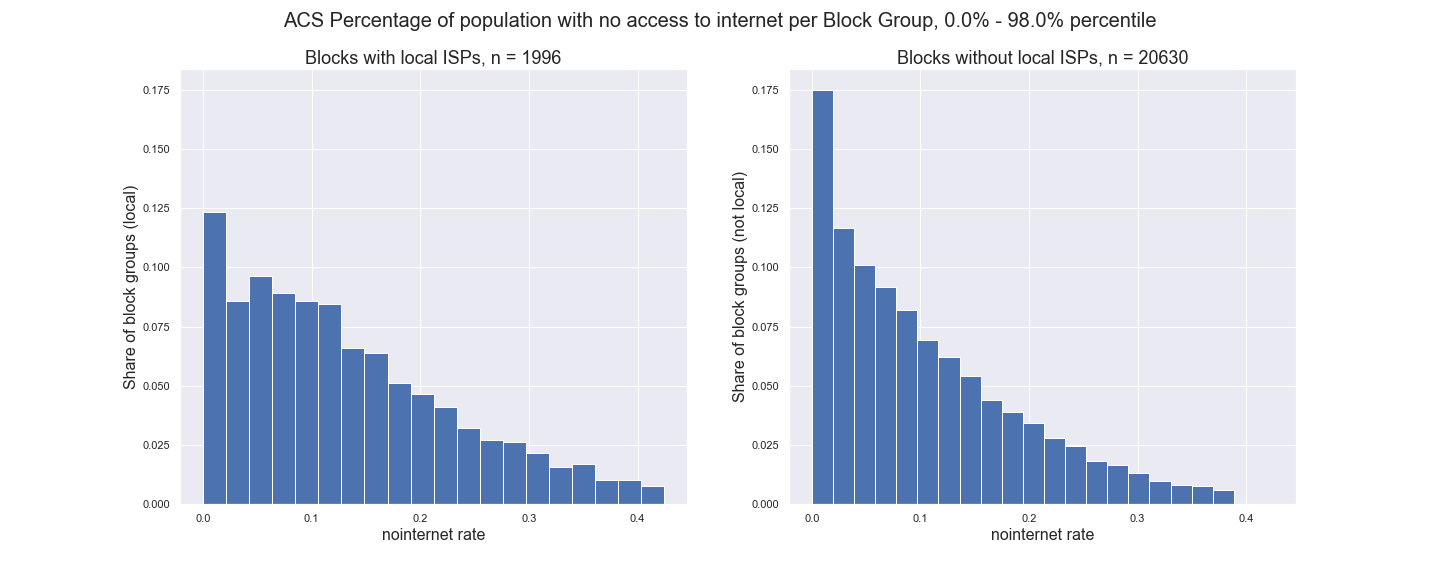 ACS Percentage of population with no access to internet per Block Group, 0.0% - 98.0% percentile
Blocks with local ISPs, n = 1996
Share of block groups (local)
0.175
0.150
0.125
0.100
0.075
0.050
0.025
0.000
0.0 0.1 0.2 0.3 0.4
nointernet rate
Blocks without local ISPs, n = 20630
Share of block groups (not local)
0.175
0.150
0.125
0.100
0.075
0.050
0.025
0.000
0.0 0.1 0.2 0.3 0.4
nointernet rate